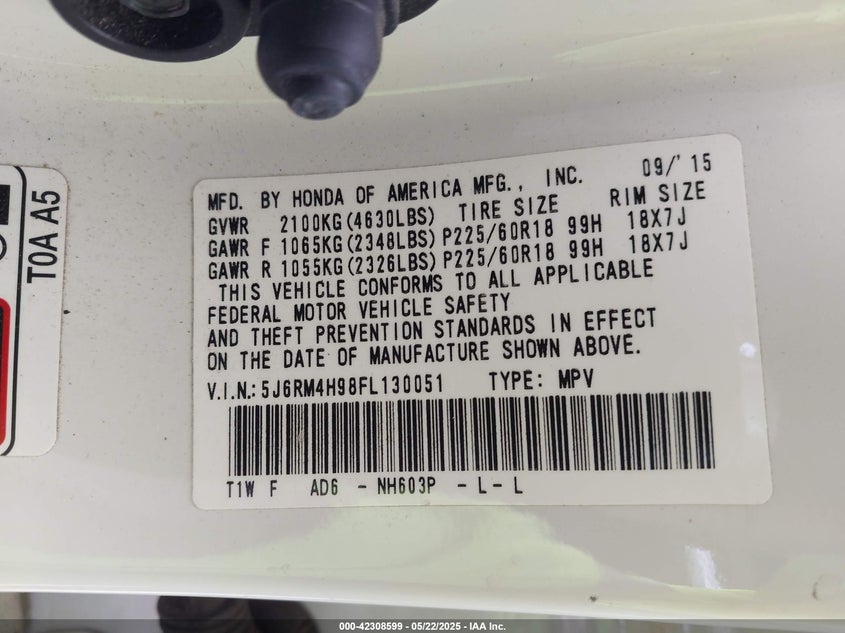 T0A A5
MFD. BY HONDA OF AMERICA MFG., INC. 09/'15
GVWR 2100KG(4630LBS) TIRE SIZE RIM SIZE
GAWR F 1065KG(2348LBS) P225/60R18 99H 18X7J
GAWR R 1055KG(2326LBS) P225/60R18 99H 18X7J
THIS VEHICLE CONFORMS TO ALL APPLICABLE
FEDERAL MOTOR VEHICLE SAFETY
AND THEFT PREVENTION STANDARDS IN EFFECT
ON THE DATE OF MANUFACTURE SHOWN ABOVE.
V.I.N.: 5J6RM4H98FL130051 TYPE: MPV
T1W F AD6 - NH603P - L - L
000-42308599 - 05/22/2025 - IAA Inc.